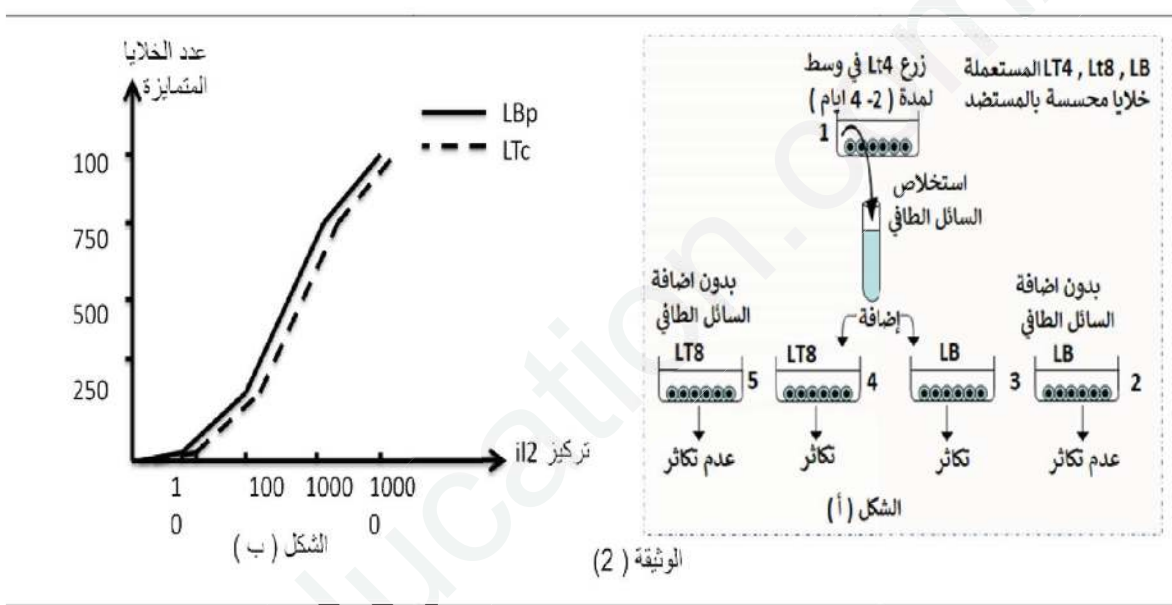 عدد الخلايا
المتمايزة
LBp
LTc
100
750
500
250
1 100 1000 1000
0 0
تركيز il2
الشكل ( ب )
LT4 , Lt8 , LB المستعملة
خلايا محسسة بالمستضد
زرع Lt4 في وسط
لمدة ( 2- 4 ايام )
1
استخلاص
السائل الطافي
بدون اضافة
السائل الطافي
إضافة
بدون اضافة
السائل الطافي
LB 2
LB 3
LT8 4
LT8 5
عدم تكاثر
تكاثر
تكاثر
عدم تكاثر
الشكل ( أ )
الوثيقة ( 2)